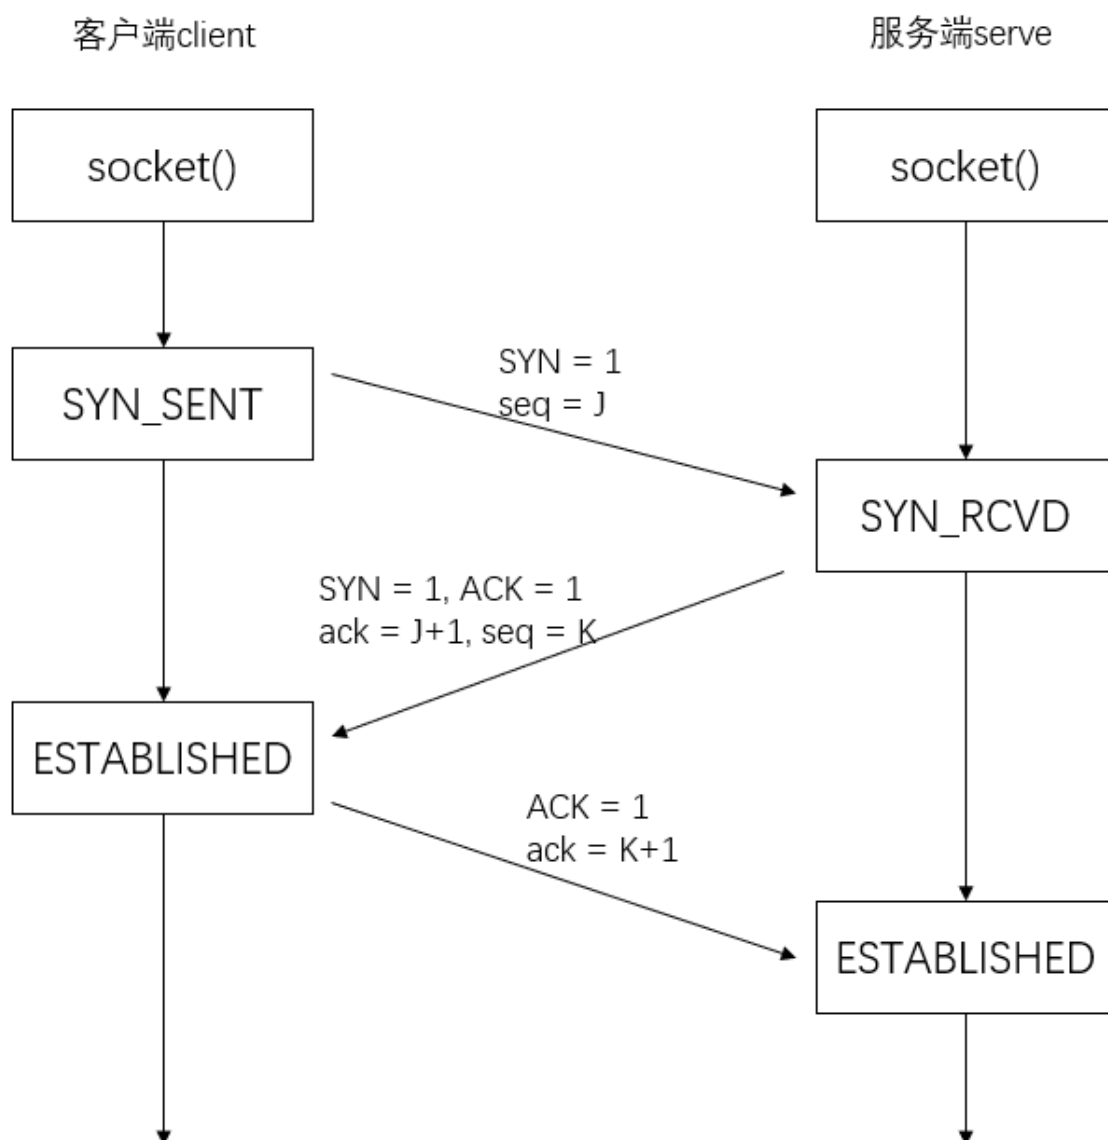 客户端client
服务端serve
socket()
socket()
SYN = 1
seq = J
SYN_SENT
SYN_RCVD
SYN = 1, ACK = 1
ack = J+1, seq = K
ESTABLISHED
ACK = 1
ack = K+1
ESTABLISHED